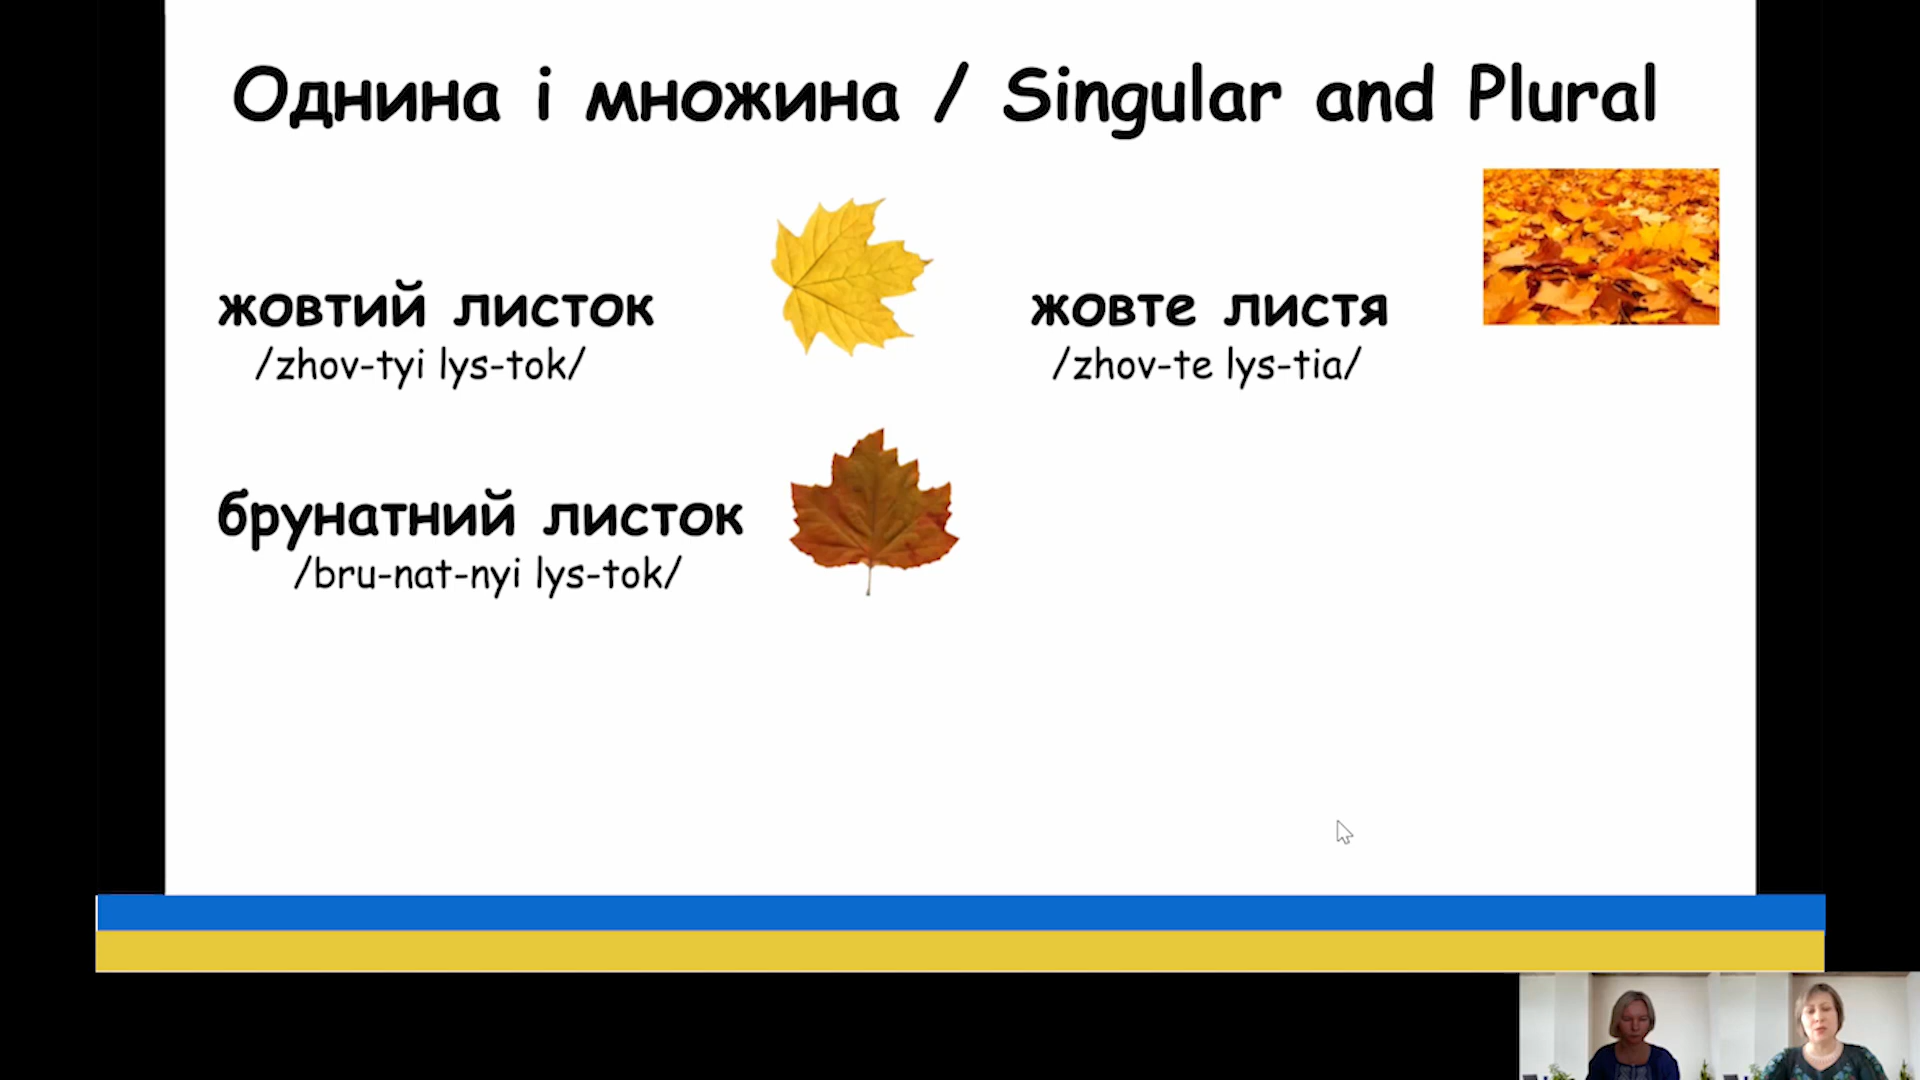 Однина і множина / Singular and Plural
жовтий листок
/zhov-tyi lys-tok/
жовте листя
/zhov-te lys-tia/
брунатний листок
/bru-nat-nyi lys-tok/